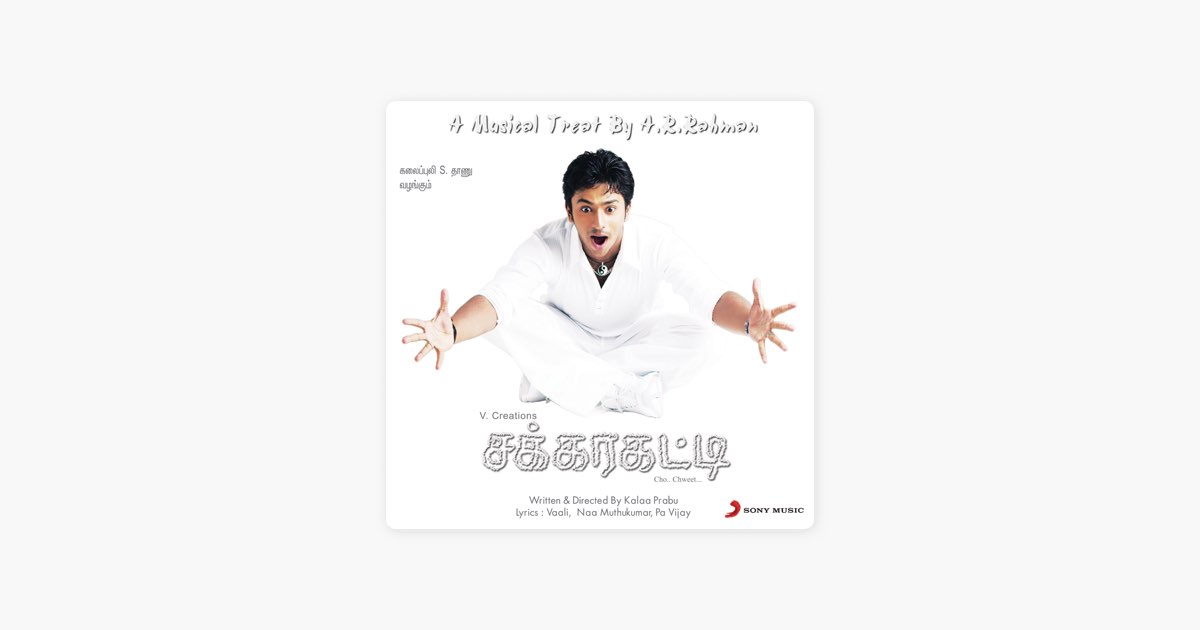 A Musical Treat By A.R.Rahman
கலைப்புலி S. தாணு
வழங்கும்
V. Creations
சக்கரகட்டி
Cho.. Chweet...
Written & Directed By Kalaa Prabu
Lyrics : Vaali,  Naa Muthukumar, Pa Vijay
SONY MUSIC